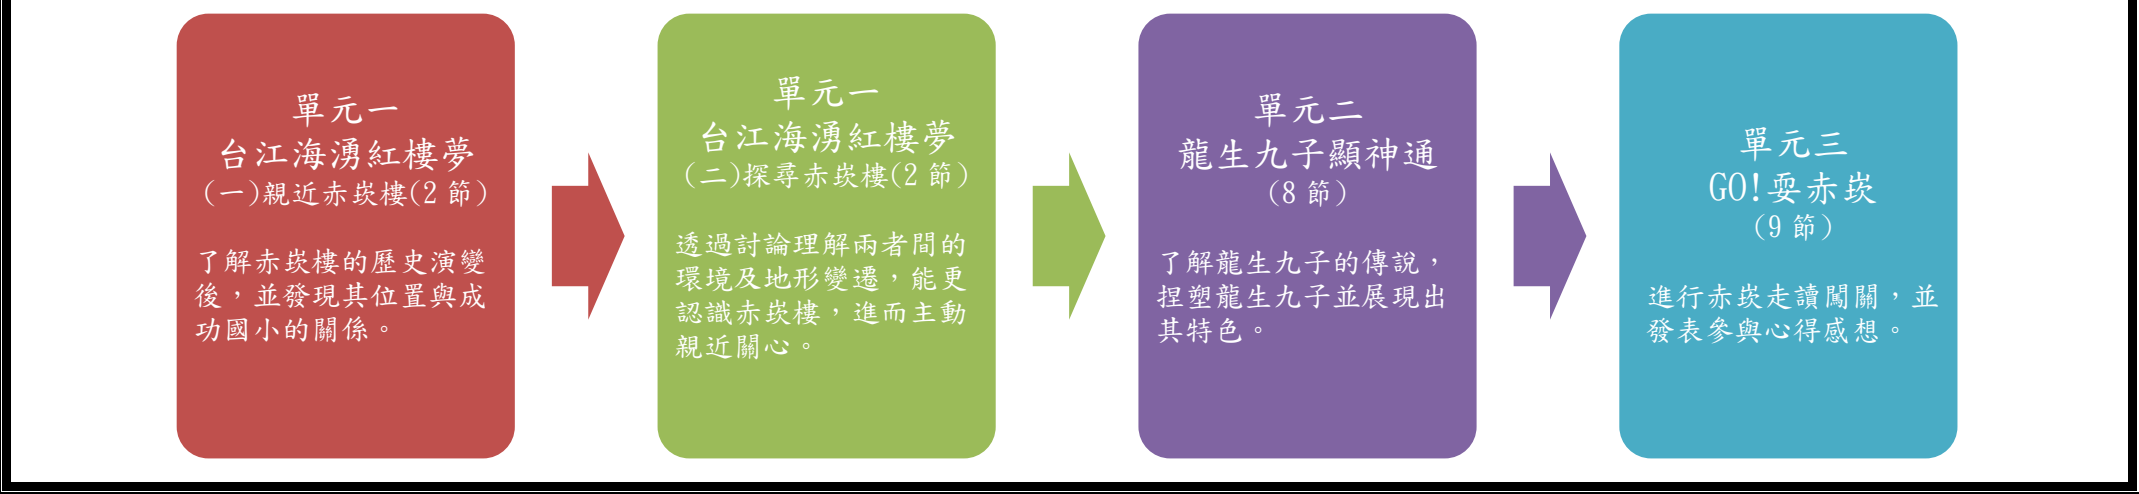 單元一
台江海湧紅樓夢
(一)親近赤崁樓(2 節)
了解赤崁樓的歷史演變
後，並發現其位置與成
功國小的關係。
單元一
台江海湧紅樓夢
(二)探尋赤崁樓(2 節)
透過討論理解兩者間的
環境及地形變遷，能更
認識赤崁樓，進而主動
親近關心。
單元二
龍生九子顯神通
(8 節)
了解龍生九子的傳說，
捏塑龍生九子並展現出
其特色。
單元三
GO!耍赤崁
(9 節)
進行赤崁走讀闖關，並
發表參與心得感想。